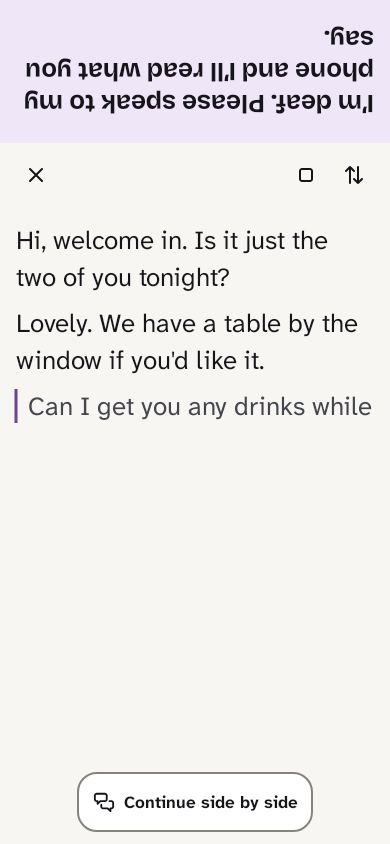 I'm deaf. Please speak to my
phone and I'll read what you
say.
Hi, welcome in. Is it just the
two of you tonight?
Lovely. We have a table by the
window if you'd like it.
Can I get you any drinks while
Continue side by side